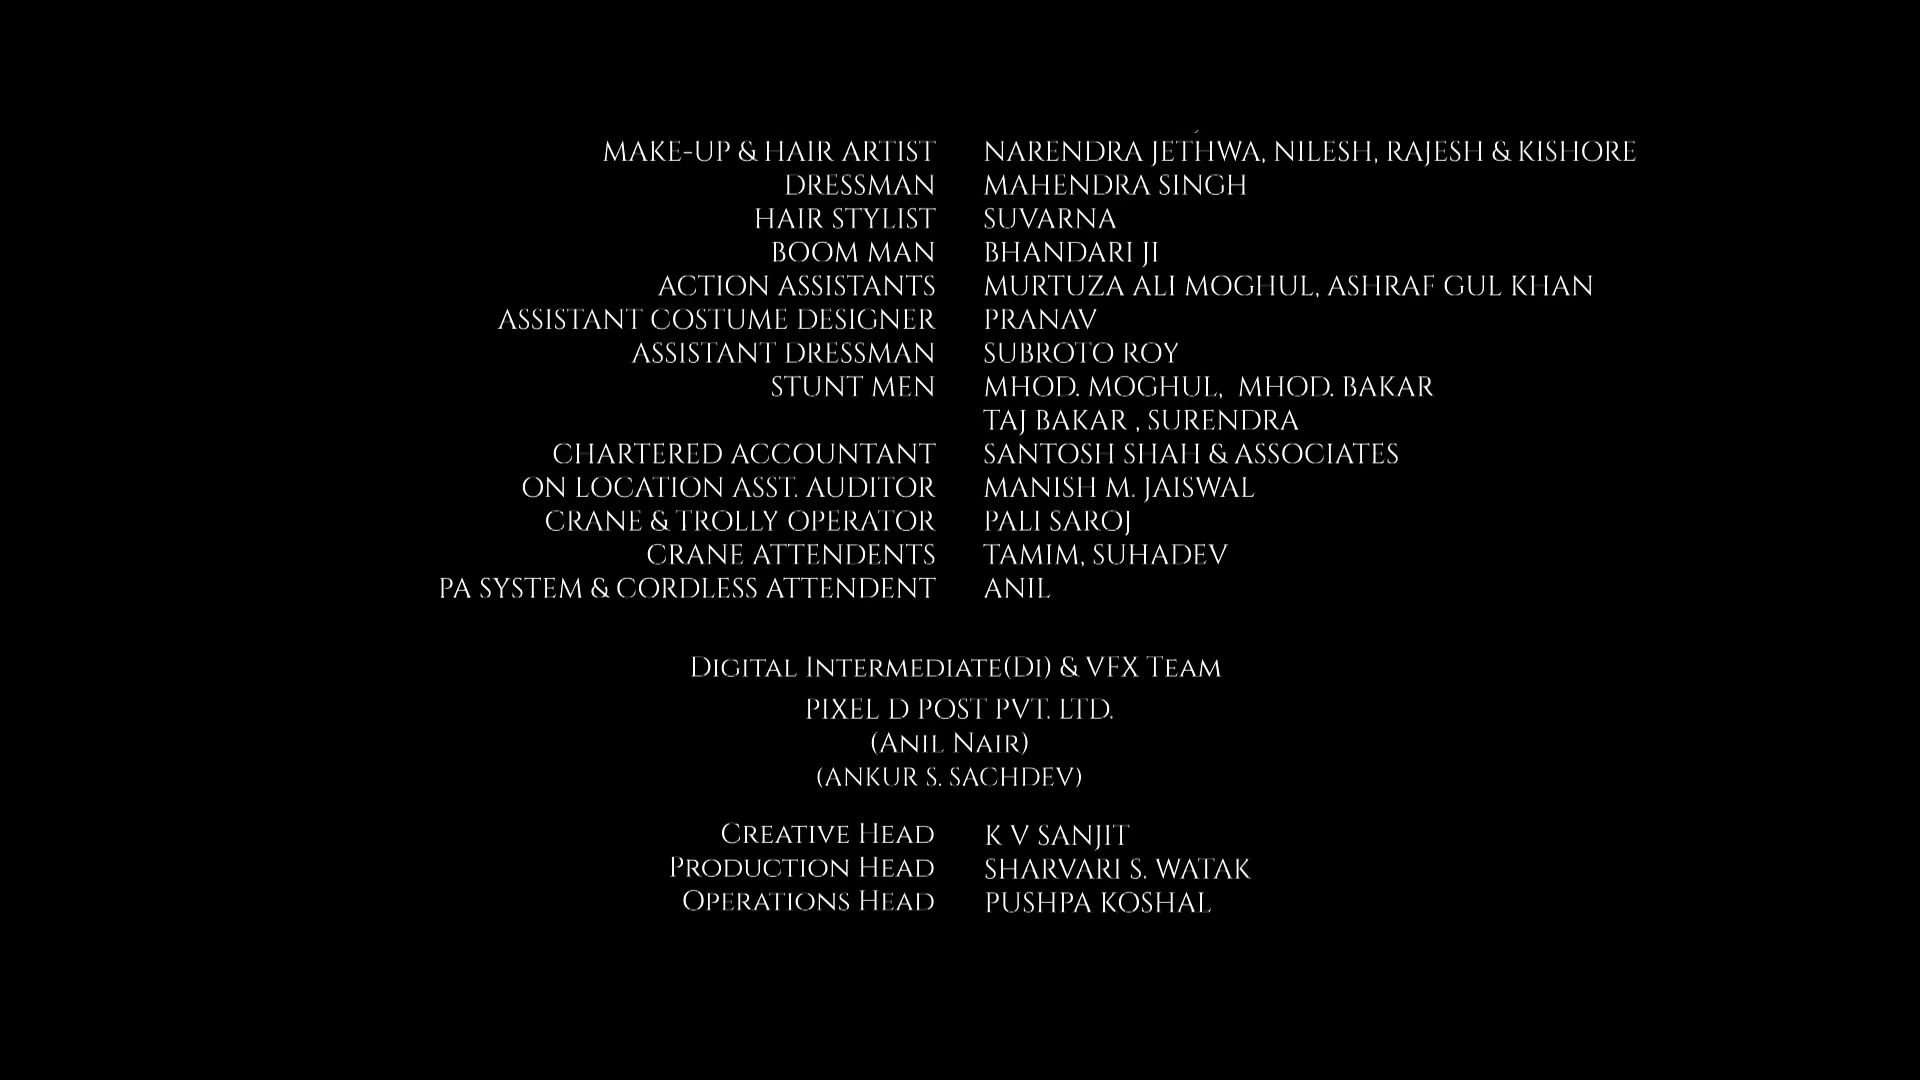 MAKE-UP & HAIR ARTIST NARENDRA JETHWA, NILESH, RAJESH & KISHORE
DRESSMAN MAHENDRA SINGH
HAIR STYLIST SUVARNA
BOOM MAN BHANDARI JI
ACTION ASSISTANTS MURTUZA ALI MOGHUL, ASHRAF GUL KHAN
ASSISTANT COSTUME DESIGNER PRANAV
ASSISTANT DRESSMAN SUBROTO ROY
STUNT MEN MHOD. MOGHUL, MHOD. BAKAR
TAJ BAKAR , SURENDRA
CHARTERED ACCOUNTANT SANTOSH SHAH & ASSOCIATES
ON LOCATION ASST. AUDITOR MANISH M. JAISWAL
CRANE & TROLLY OPERATOR PALI SAROJ
CRANE ATTENDENTS TAMIM, SUHADEV
PA SYSTEM & CORDLESS ATTENDENT ANIL
Digital Intermediate(Di) & VFX Team
PIXEL D POST PVT. LTD.
(Anil Nair)
(ANKUR S. SACHDEV)
Creative Head K V SANJIT
Production Head SHARVARI S. WATAK
Operations Head PUSHPA KOSHAL